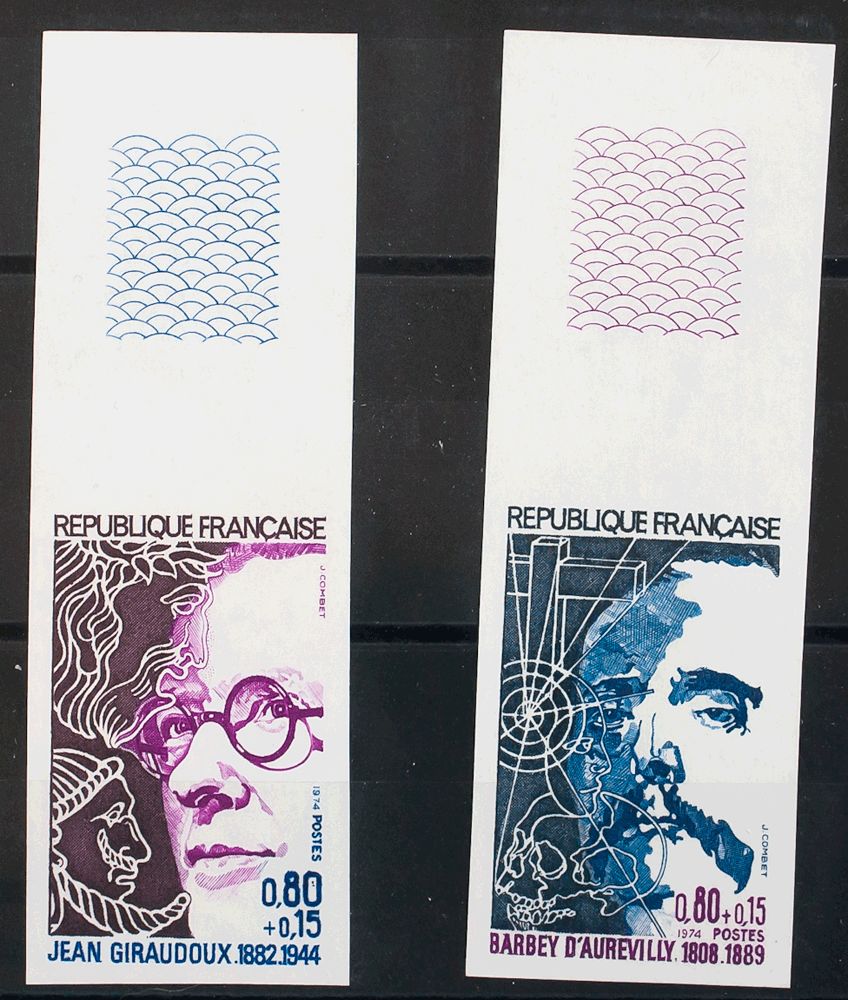 REPUBLIQUE FRANÇAISE
J. COMBET
1974 POSTES
0,80
+0,15
JEAN GIRAUDOUX.1882.1944
REPUBLIQUE FRANÇAISE
J. COMBET
0,80+0,15
1974 POSTES
BARBEY D'AUREVILLY. 1808.1889